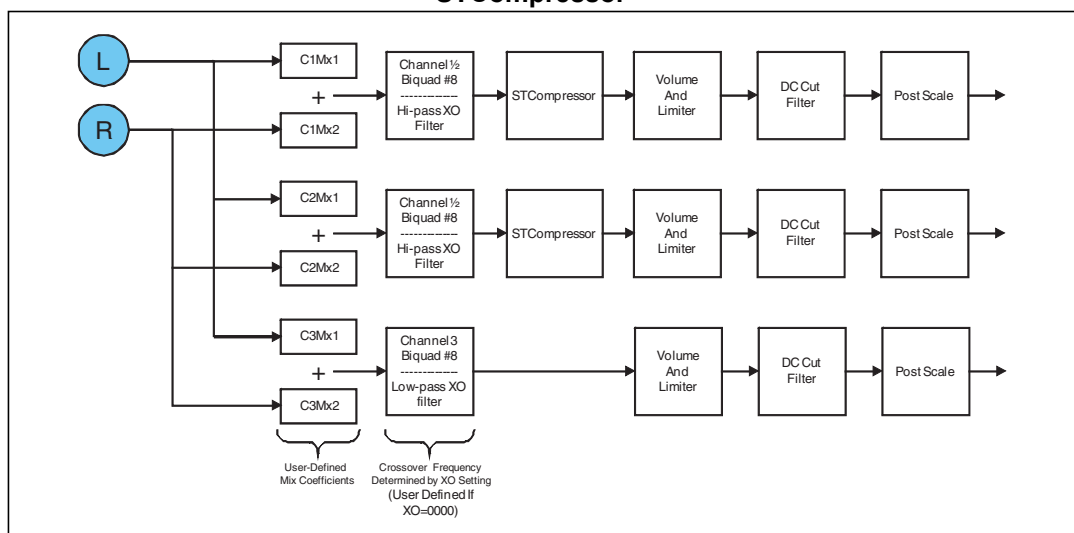 STCompressor
L
R
C1Mx1
+
C1Mx2
Channel ½
Biquad #8
--------------
Hi-pass XO
Filter
STCompressor
Volume
And
Limiter
DC Cut
Filter
Post Scale
C2Mx1
+
C2Mx2
Channel ½
Biquad #8
--------------
Hi-pass XO
Filter
STCompressor
Volume
And
Limiter
DC Cut
Filter
Post Scale
C3Mx1
+
C3Mx2
Channel 3
Biquad #8
--------------
Low-pass XO
filter
Volume
And
Limiter
DC Cut
Filter
Post Scale
User-Defined
Mix Coefficients
Crossover Frequency
Determined by XO Setting
(User Defined If
XO=0000)